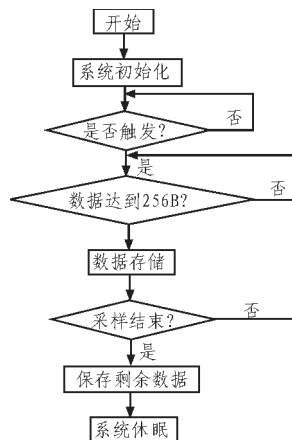 开始
系统初始化
否
是否触发?
是
否
数据达到256B?
数据存储
否
采样结束?
是
保存剩余数据
系统休眠